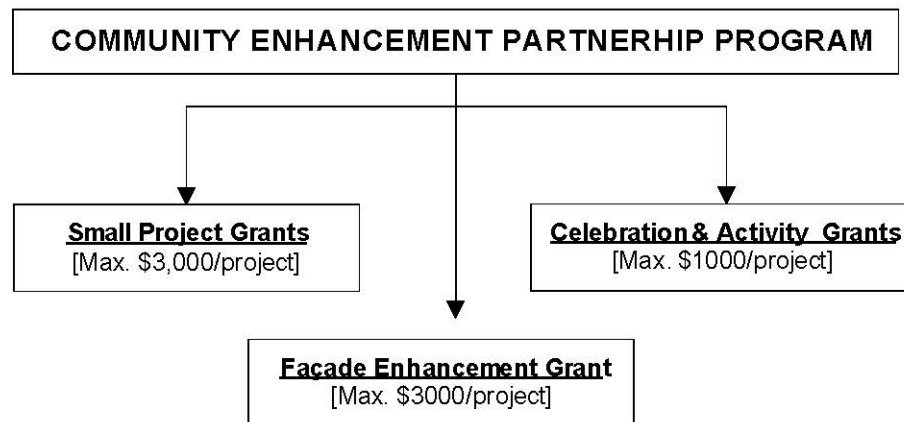 COMMUNITY ENHANCEMENT PARTNERHIP PROGRAM
Small Project Grants
[Max. $3,000/project]
Celebration & Activity Grants
[Max. $1000/project]
Façade Enhancement Grant
[Max. $3000/project]